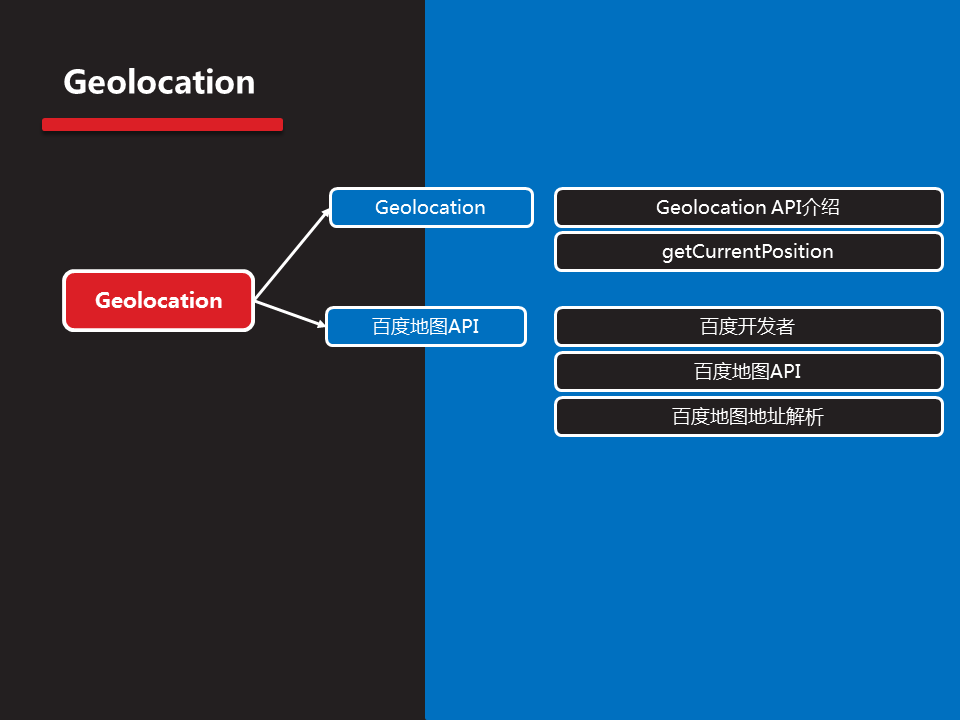 Geolocation
Geolocation
Geolocation
Geolocation API介绍
getCurrentPosition
百度地图API
百度开发者
百度地图API
百度地图地址解析